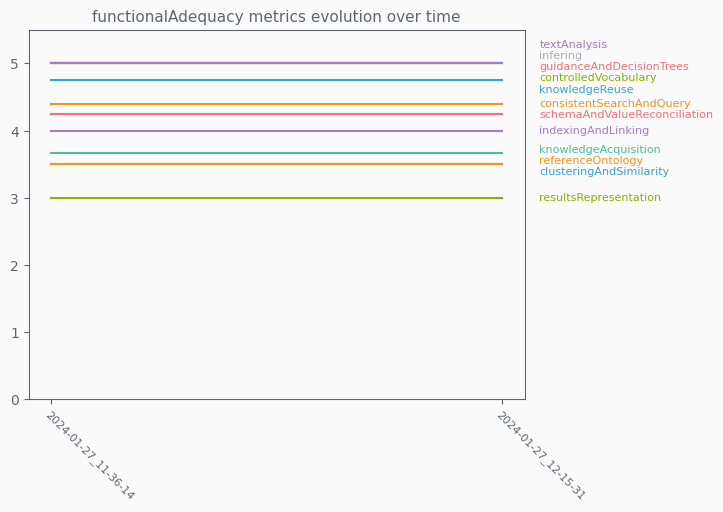 functionalAdequacy metrics evolution over time
5
4
3
2
1
0
textAnalysis
infering
guidanceAndDecisionTrees
controlledVocabulary
knowledgeReuse
consistentSearchAndQuery
schemaAndValueReconciliation
indexingAndLinking
knowledgeAcquisition
referenceOntology
clusteringAndSimilarity
resultsRepresentation
2024-01-27_11-36-14
2024-01-27_12-15-31